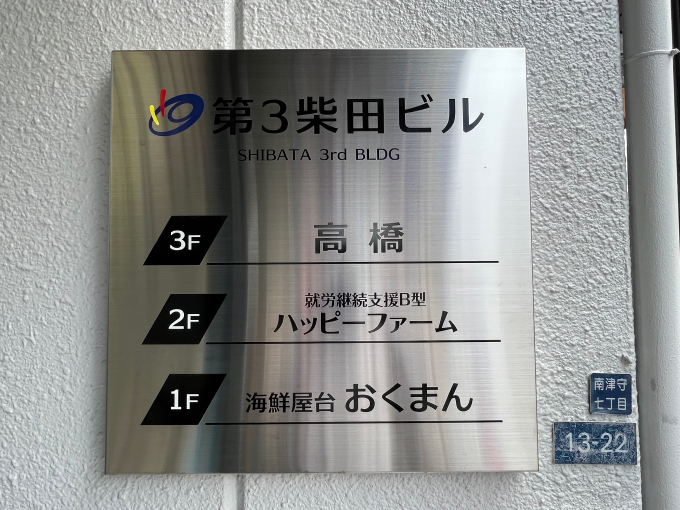 第3柴田ビル
SHIBATA 3rd BLDG
3F 高橋
2F 就労継続支援B型
ハッピーファーム
1F 海鮮屋台 おくまん
南津守
七丁目
13-22